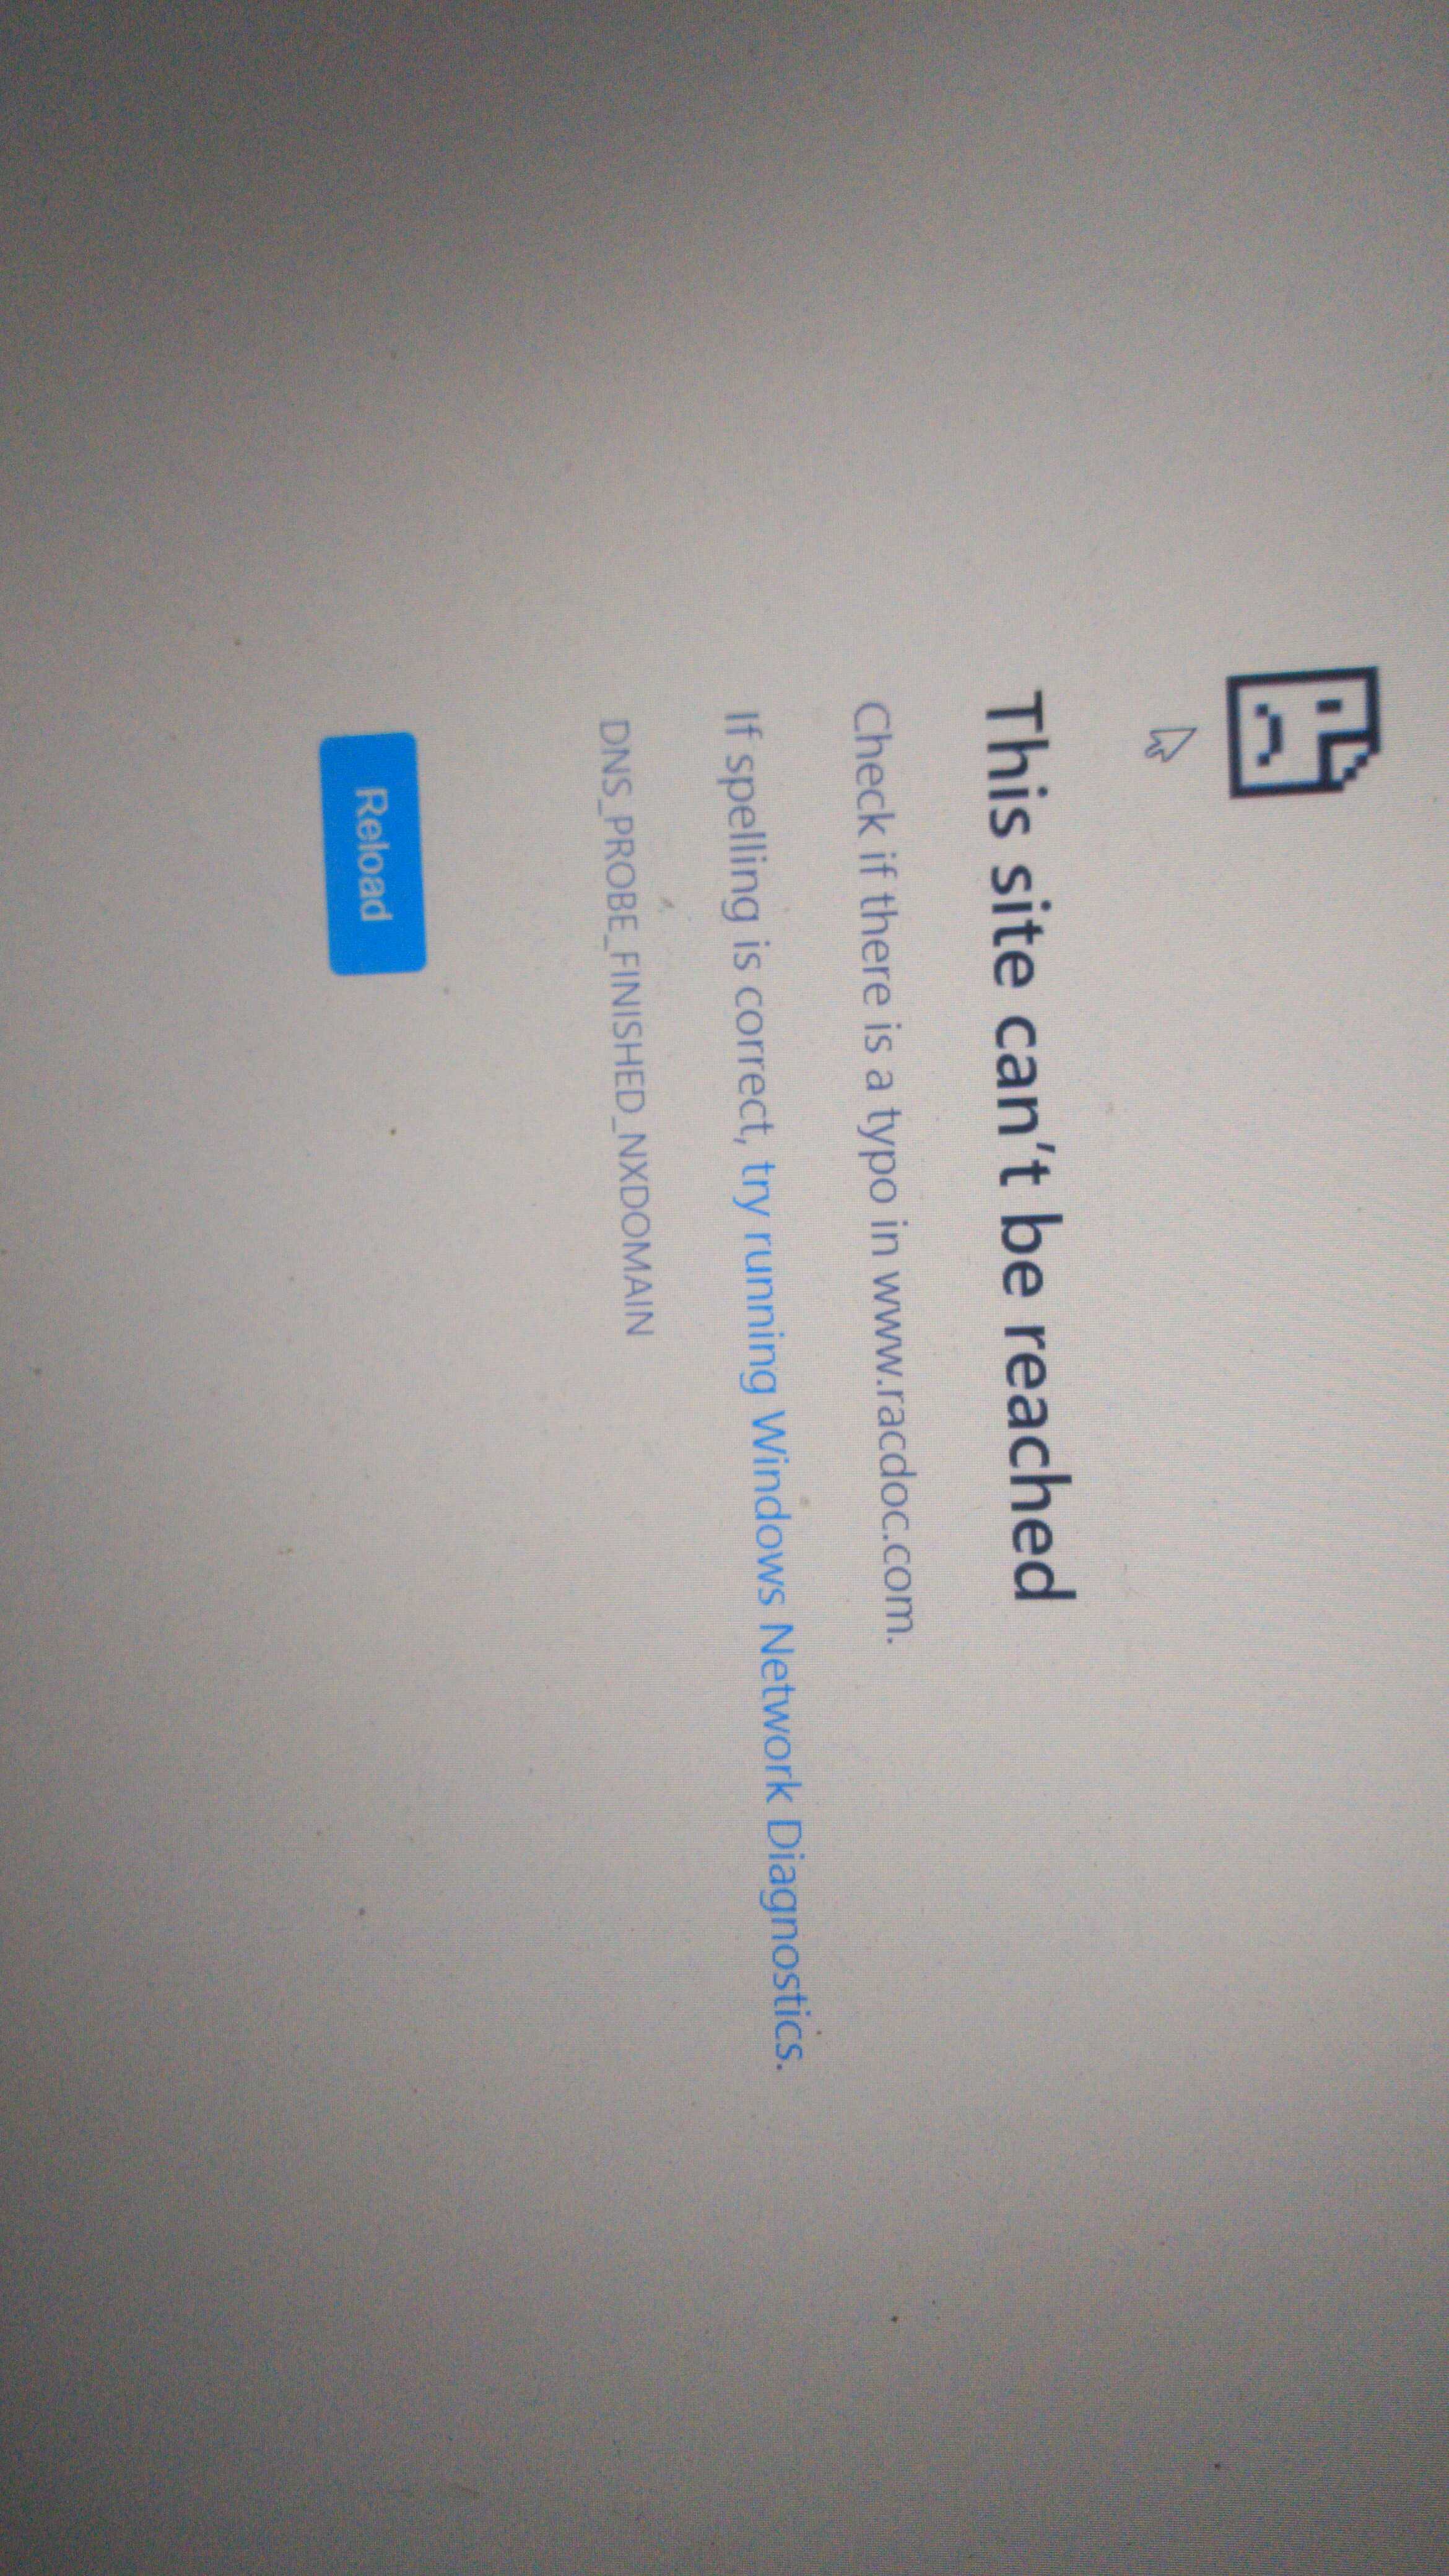 This site can't be reached
Check if there is a typo in www.racdoc.com.
If spelling is correct, try running Windows Network Diagnostics.
DNS_PROBE_FINISHED_NXDOMAIN
Reload